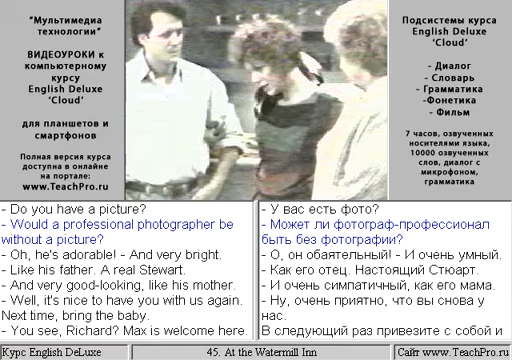 "Мультимедиа
технологии"
ВИДЕОУРОКИ к
компьютерному
курсу
English Deluxe
'Cloud'
для планшетов и
смартфонов
Полная версия курса
доступна в онлайне
на портале:
www.TeachPro.ru
Подсистемы курса
English Deluxe
'Cloud'
- Диалог
- Словарь
- Грамматика
-Фонетика
- Фильм
7 часов, озвученных
носителями языка,
10000 озвученных
слов, диалог с
микрофоном,
грамматика
- Do you have a picture?
- Would a professional photographer be
without a picture?
- Oh, he's adorable! - And very bright.
- Like his father. A real Stewart.
- And very good-looking, like his mother.
- Well, it's nice to have you with us again.
Next time, bring the baby.
- You see, Richard? Max is welcome here.
- У вас есть фото?
- Может ли фотограф-профессионал
быть без фотографии?
- О, он обаятельный! - И очень умный.
- Как его отец. Настоящий Стюарт.
- И очень симпатичный, как его мама.
- Ну, очень приятно, что вы снова у
нас.
В следующий раз привезите с собой и
Курс English DeLuxe
45. At the Watermill Inn
Сайт www.TeachPro.ru